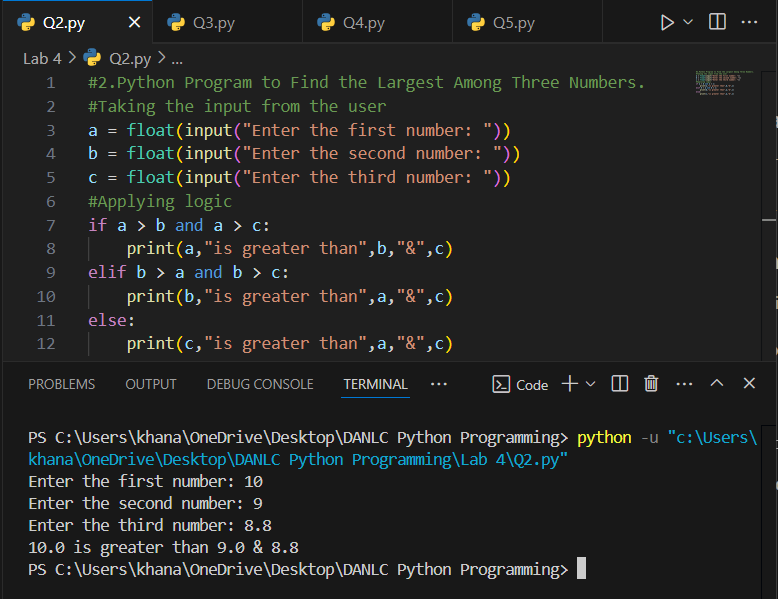 Q2.py Q3.py Q4.py Q5.py
Lab 4 > Q2.py > ...
1 #2.Python Program to Find the Largest Among Three Numbers.
2 #Taking the input from the user
3 a = float(input("Enter the first number: "))
4 b = float(input("Enter the second number: "))
5 c = float(input("Enter the third number: "))
6 #Applying logic
7 if a > b and a > c:
8     print(a,"is greater than",b,"&",c)
9 elif b > a and b > c:
10     print(b,"is greater than",a,"&",c)
11 else:
12     print(c,"is greater than",a,"&",c)
PROBLEMS OUTPUT DEBUG CONSOLE TERMINAL ... Code
PS C:\Users\khana\OneDrive\Desktop\DANLC Python Programming> python -u "c:\Users\
khana\OneDrive\Desktop\DANLC Python Programming\Lab 4\Q2.py"
Enter the first number: 10
Enter the second number: 9
Enter the third number: 8.8
10.0 is greater than 9.0 & 8.8
PS C:\Users\khana\OneDrive\Desktop\DANLC Python Programming>